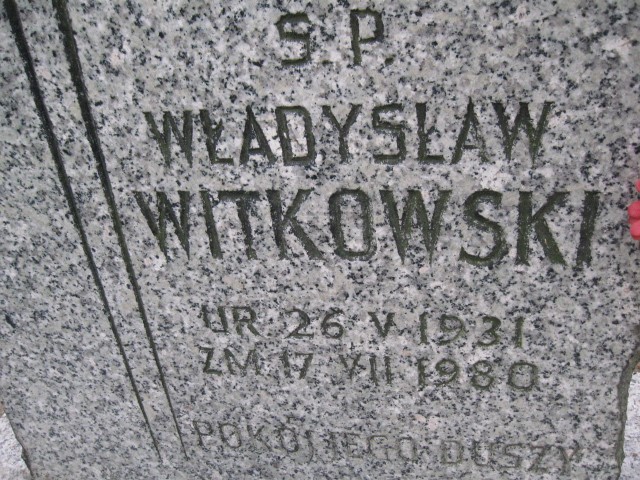 Ś.P.
WŁADYSŁAW
WITKOWSKI
UR 26 V 1931
ZM 17 VII 1980
POKÓJ JEGO DUSZY